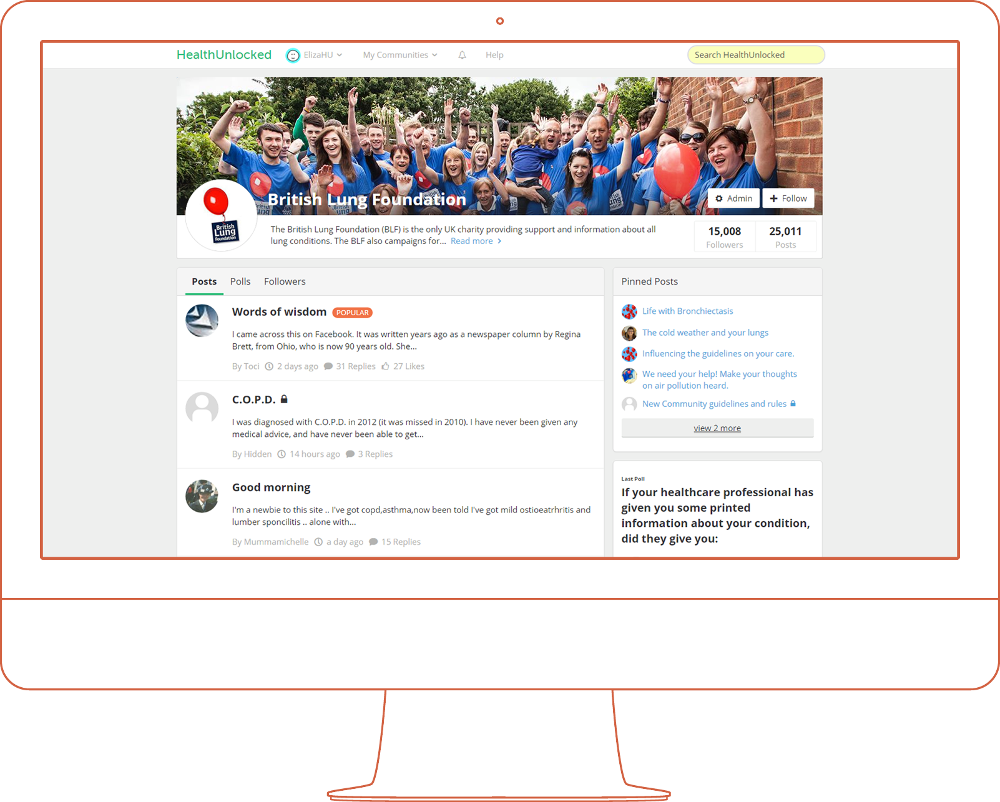 HealthUnlocked
ElizaHU
My Communities
Help
Search HealthUnlocked
British Lung Foundation
Admin
Follow
British
Lung
Foundation
The British Lung Foundation (BLF) is the only UK charity providing support and information about all
lung conditions. The BLF also campaigns for... Read more
15,008
Followers
25,011
Posts
Posts
Polls
Followers
Words of wisdom POPULAR
I came across this on Facebook. It was written years ago as a newspaper column by Regina
Brett, from Ohio, who is now 90 years old. She...
By Toci 2 days ago 31 Replies 27 Likes
C.O.P.D.
I was diagnosed with C.O.P.D. in 2012 (it was missed in 2010). I have never been given any
medical advice, and have never been able to get...
By Hidden 14 hours ago 3 Replies
Good morning
I'm a newbie to this site .. I've got copd,asthma,now been told I've got mild ostioeatrhritis and
lumber sponcilitis .. alone with...
By Mummamichelle a day ago 15 Replies
Pinned Posts
Life with Bronchiectasis
The cold weather and your lungs
Influencing the guidelines on your care.
We need your help! Make your thoughts
on air pollution heard.
New Community guidelines and rules
view 2 more
Last Poll
If your healthcare professional has
given you some printed
information about your condition,
did they give you: